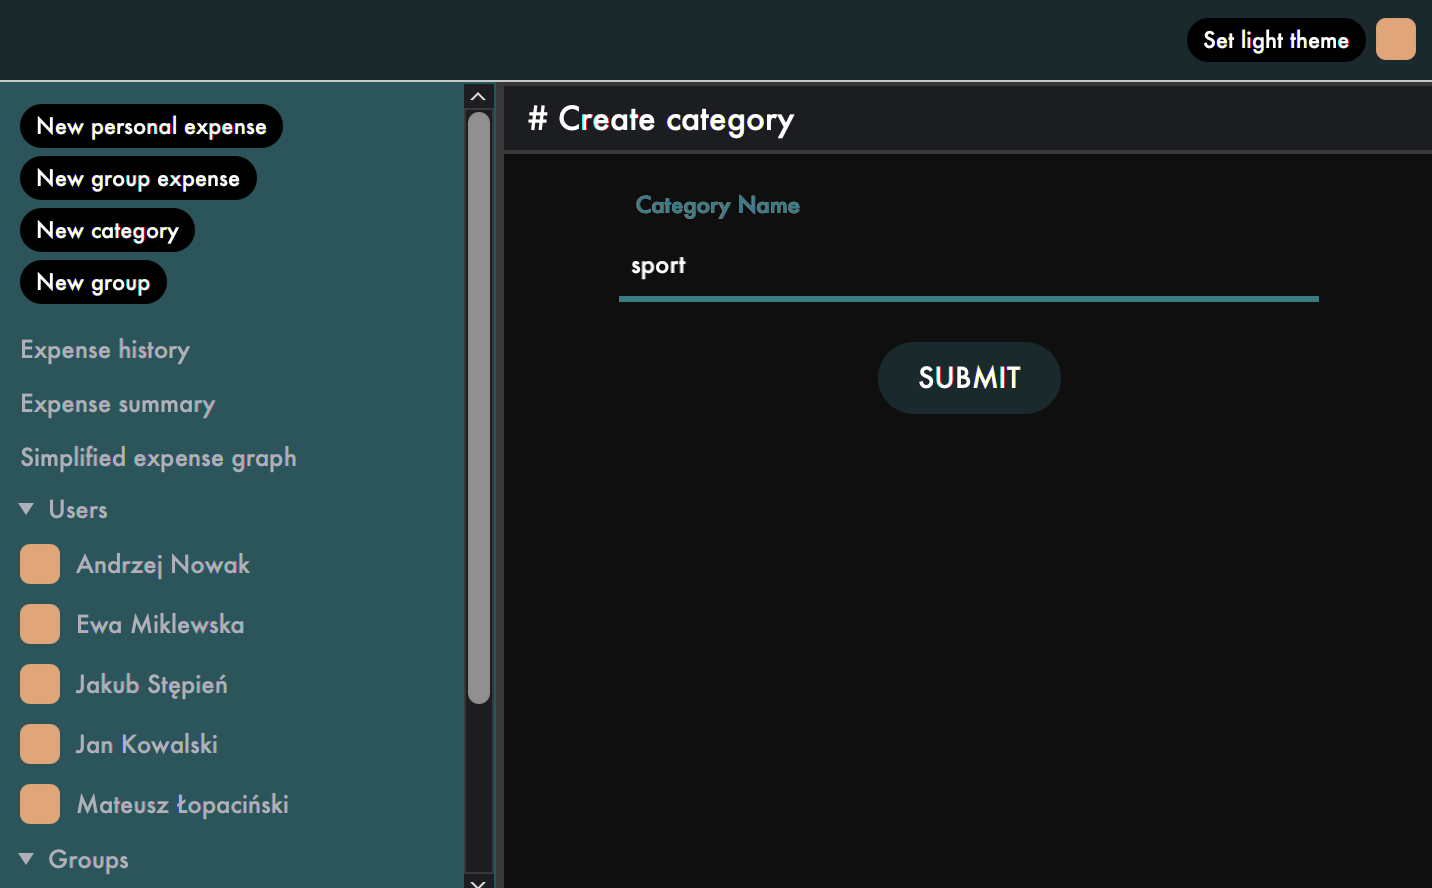 Set light theme
New personal expense
New group expense
New category
New group
Expense history
Expense summary
Simplified expense graph
Users
Andrzej Nowak
Ewa Miklewska
Jakub Stępień
Jan Kowalski
Mateusz Łopaciński
Groups
# Create category
Category Name
sport
SUBMIT